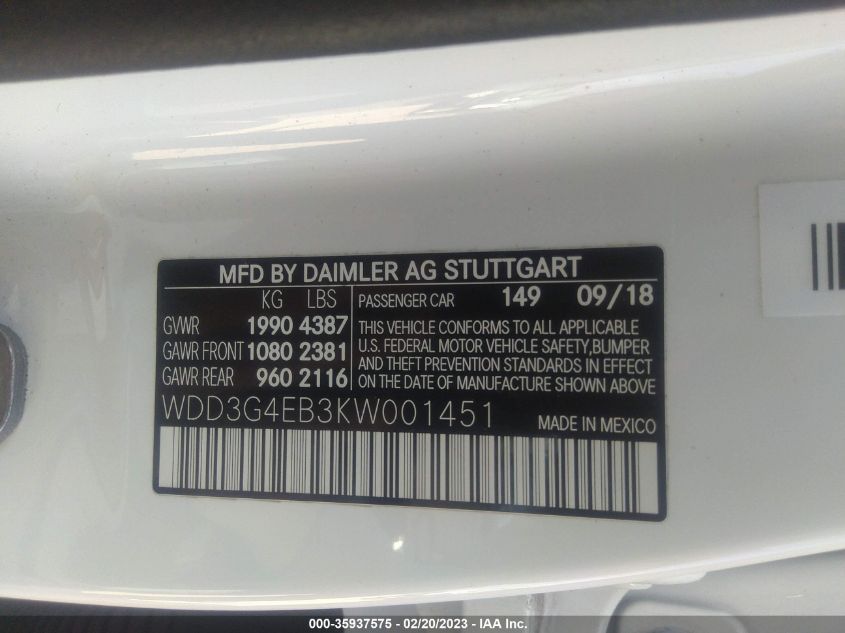 MFD BY DAIMLER AG STUTTGART
KG LBS
GVWR 1990 4387
GAWR FRONT 1080 2381
GAWR REAR 960 2116
PASSENGER CAR 149 09/18
THIS VEHICLE CONFORMS TO ALL APPLICABLE
U.S. FEDERAL MOTOR VEHICLE SAFETY,BUMPER
AND THEFT PREVENTION STANDARDS IN EFFECT
ON THE DATE OF MANUFACTURE SHOWN ABOVE
WDD3G4EB3KW001451
MADE IN MEXICO
000-35937575 - 02/20/2023 - IAA Inc.